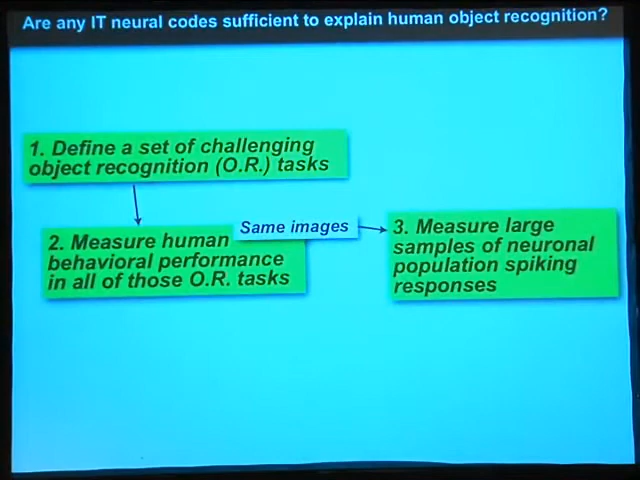 Are any IT neural codes sufficient to explain human object recognition?
1. Define a set of challenging
object recognition (O.R.) tasks
2. Measure human
behavioral performance
in all of those O.R. tasks
Same images
3. Measure large
samples of neuronal
population spiking
responses